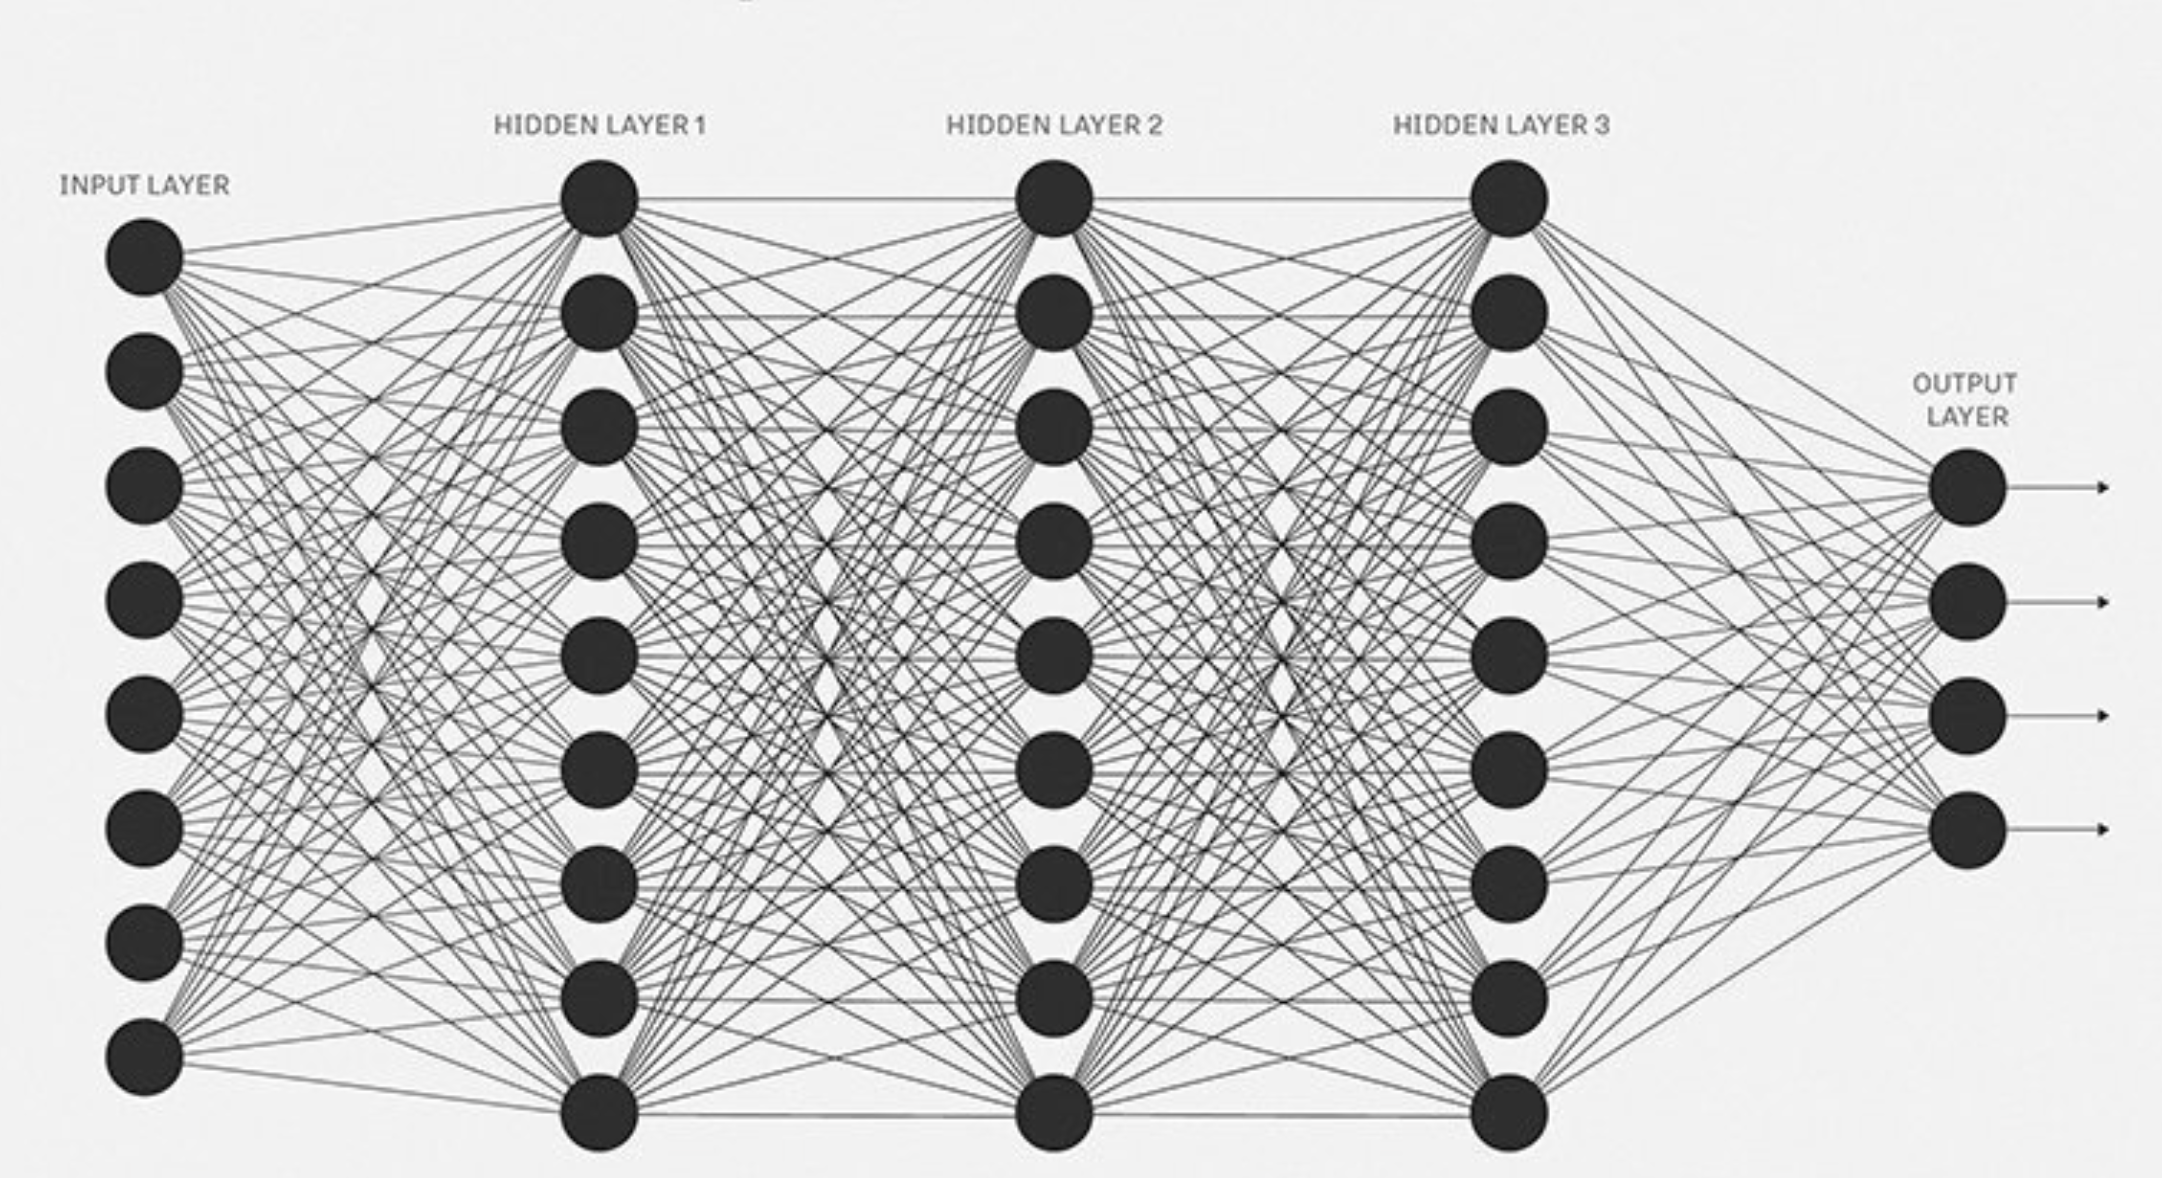 HIDDEN LAYER 1
HIDDEN LAYER 2
HIDDEN LAYER 3
INPUT LAYER
OUTPUT
LAYER